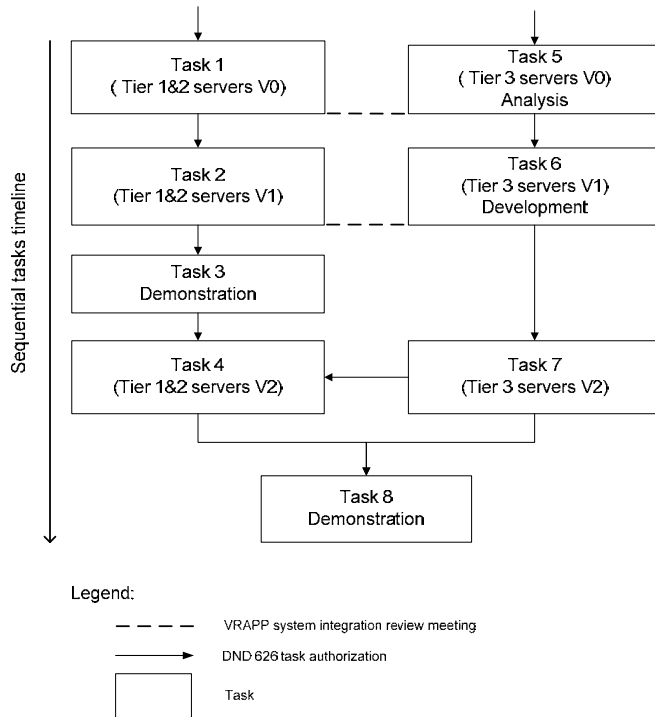 Sequential tasks timeline
Task 1
( Tier 1&2 servers V0)
Task 5
( Tier 3 servers V0)
Analysis
Task 2
(Tier 1&2 servers V1)
Task 6
(Tier 3 servers V1)
Development
Task 3
Demonstration
Task 4
(Tier 1&2 servers V2)
Task 7
(Tier 3 servers V2)
Task 8
Demonstration
Legend:
VRAPP system integration review meeting
DND 626 task authorization
Task